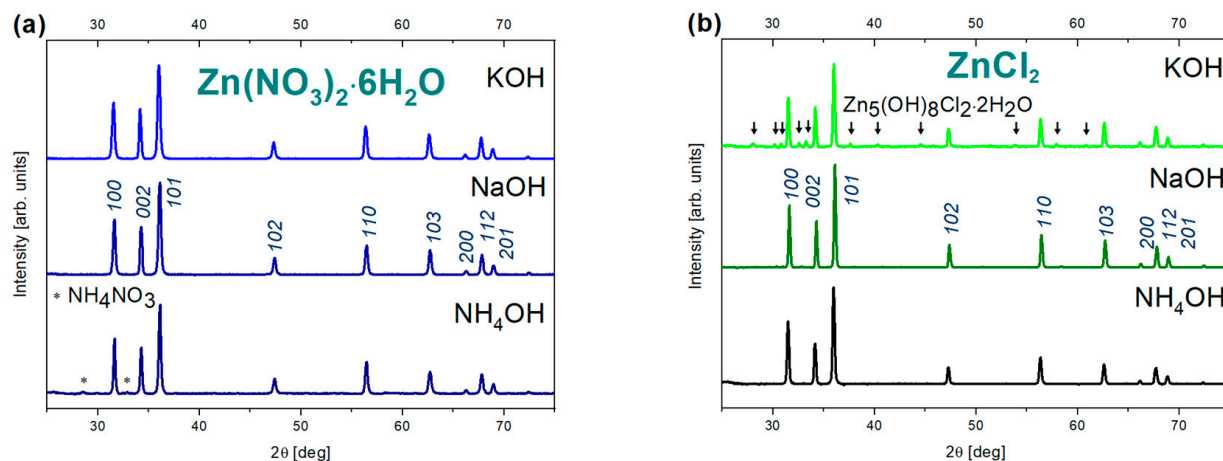 (a)
30 40 50 60 70
Zn(NO3)2·6H2O
KOH
NaOH
100 002 101 102 110 103 200 112 201
* NH4NO3
NH4OH
* *
Intensity [arb. units]
30 40 50 60 70
2θ [deg]
(b)
30 40 50 60 70
ZnCl2
KOH
Zn5(OH)8Cl2·2H2O
NaOH
100 002 101 102 110 103 200 112 201
NH4OH
Intensity [arb. units]
30 40 50 60 70
2θ [deg]